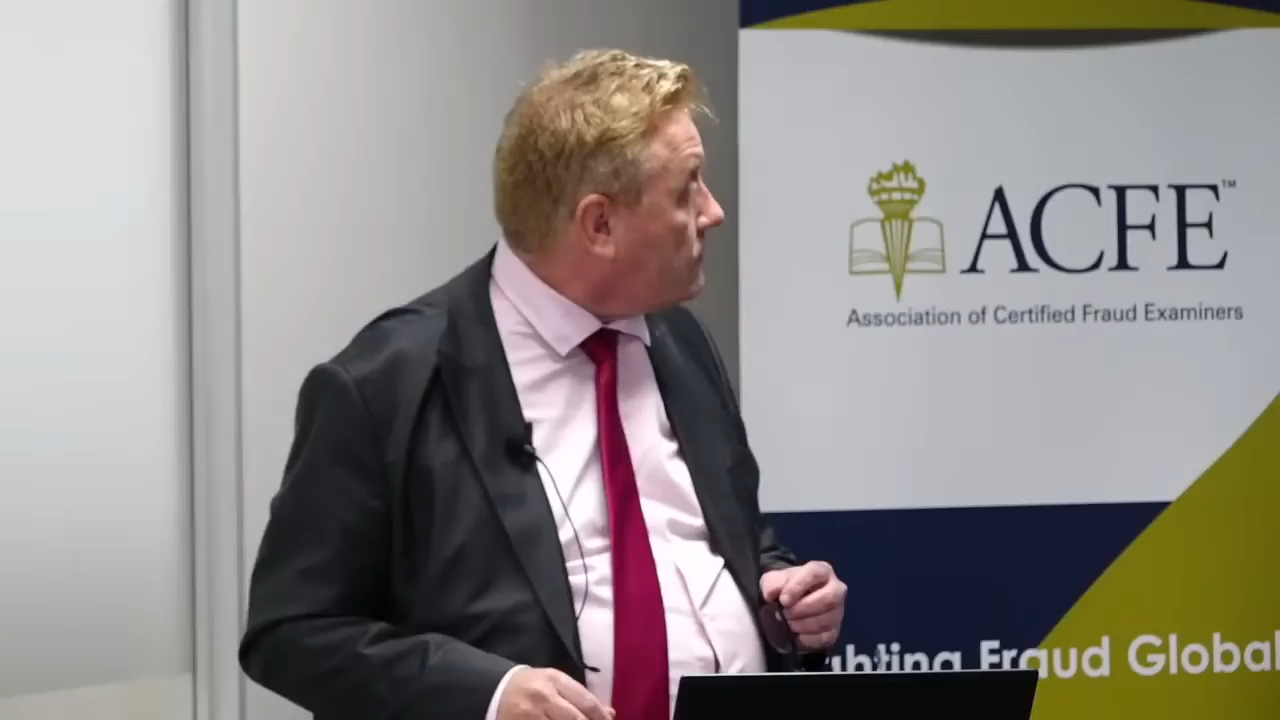 ACFE™
Association of Certified Fraud Examiners
Fraud Global